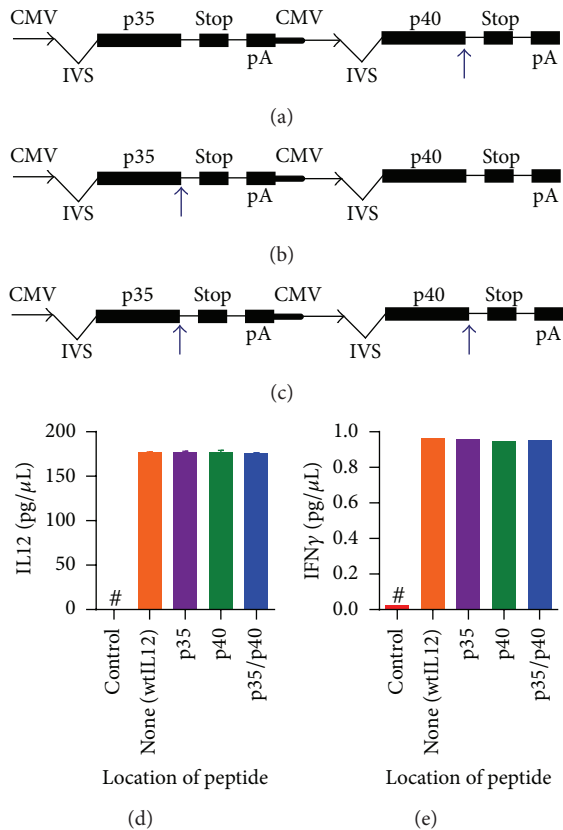 CMV p35 Stop CMV p40 Stop
IVS pA IVS pA
(a)
CMV p35 Stop CMV p40 Stop
IVS pA IVS pA
(b)
CMV p35 Stop CMV p40 Stop
IVS pA IVS pA
(c)
200
150
100
50
0
IL12 (pg/μL)
#
Control
None (wtIL12)
p35
p40
p35/p40
Location of peptide
(d)
1.0
0.8
0.6
0.4
0.2
0.0
IFNγ (pg/μL)
#
Control
None (wtIL12)
p35
p40
p35/p40
Location of peptide
(e)